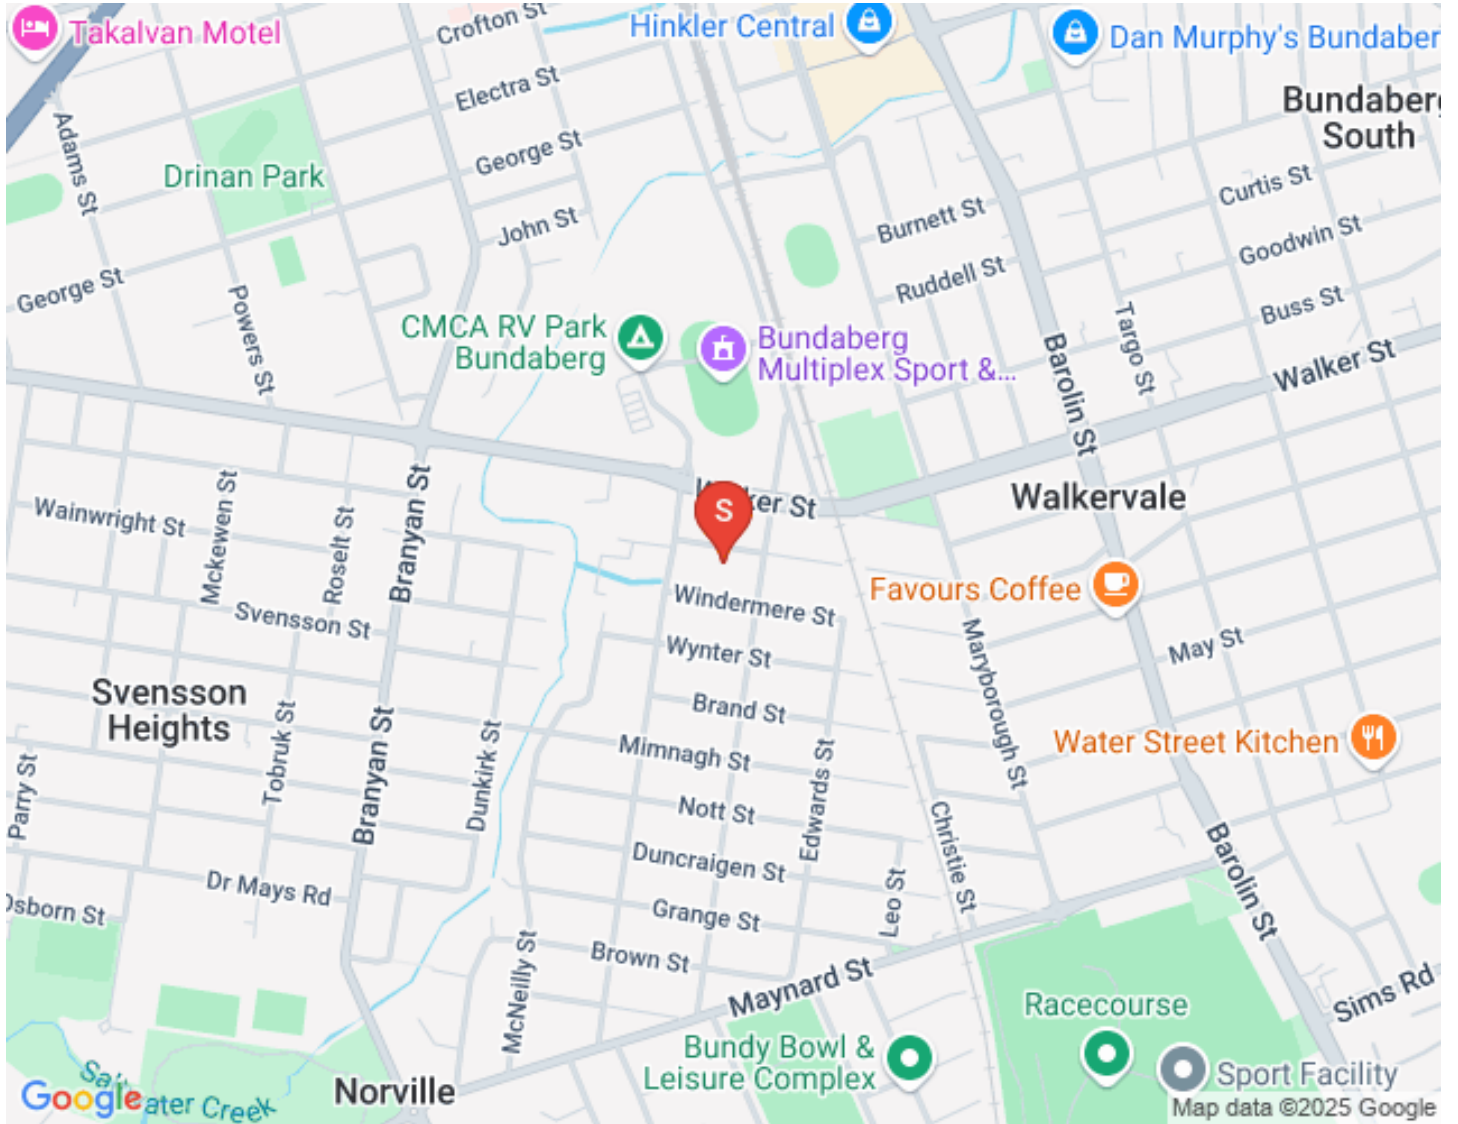 Crofton St
Takalvan Motel
Hinkler Central
Dan Murphy's Bundaber
Electra St
Bundaberg
South
Adams St
George St
Drinan Park
Curtis St
John St
Burnett St
Goodwin St
George St
Powers St
Ruddell St
Buss St
CMCA RV Park
Bundaberg
Bundaberg
Multiplex Sport &...
Targo St
Barolin St
Walker St
Branyan St
Mckewen St
Wainwright St
Roselt St
S
ker St
Walkervale
Favours Coffee
Windermere St
Svensson St
Wynter St
Maryborough St
May St
Svensson
Heights
Brand St
Tobruk St
Branyan St
Dunkirk St
Mimnagh St
Edwards St
Water Street Kitchen
Parry St
Nott St
Christie St
Duncraigen St
Barolin St
Dr Mays Rd
Leo St
Osborn St
Grange St
McNeilly St
Brown St
Maynard St
Sims Rd
Racecourse
Bundy Bowl &
Leisure Complex
Sport Facility
Norville
Google
ater Creek
Map data ©2025 Google